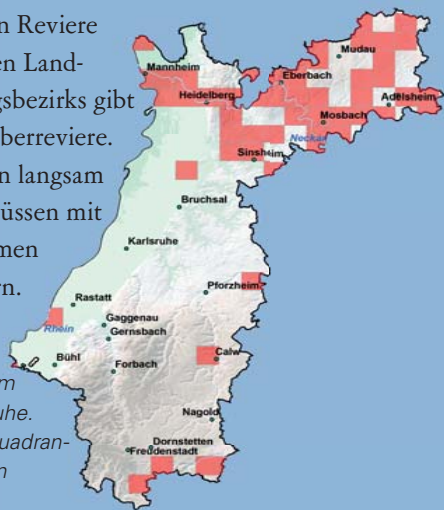 n Reviere
en Land-
gsbezirks gibt
berreviere.
n langsam
üssen mit
men
rn.
m
uhe.
uadran-
n
Mannheim
Heidelberg
Eberbach
Mudau
Adelsheim
Mosbach
Neckar
Sinsheim
Bruchsal
Karlsruhe
Pforzheim
Rastatt
Gaggenau
Rhein
Gernsbach
Bühl
Forbach
Calw
Nagold
Dornstetten
Freudenstadt